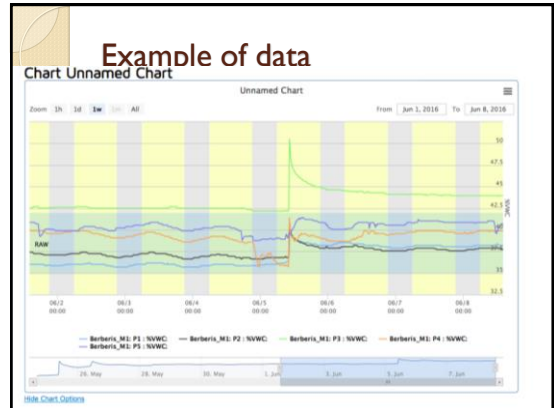 Example of data
Chart Unnamed Chart
Unnamed Chart
Zoom 1h 1d 1w 1m All
From Jun 1, 2016 To Jun 8, 2016
50
47.5
45
42.5
%VWC
37.5
35
32.5
RAW
06/2 06/3 06/4 06/5 06/6 06/7 06/8
00:00 00:00 00:00 00:00 00:00 00:00 00:00
Berberis_M1: P1 : %VWC: Berberis_M1: P2 : %VWC: Berberis_M1: P3 : %VWC: Berberis_M1: P4 : %VWC:
Berberis_M1: P5 : %VWC:
26. May 28. May 30. May 1. Jun 3. Jun 5. Jun 7. Jun
Hide Chart Options